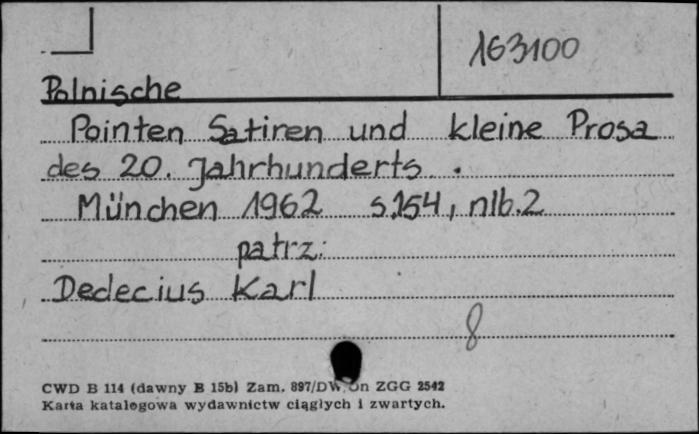 163100
Polnische
Pointen Satiren und kleine Prosa
des 20. Jahrhunderts.
München 1962 s.154, nlb.2
patrz:
Dedecius Karl
8
CWD B 114 (dawny B 15b) Zam. 897/DW. On ZGG 2542
Karta katalogowa wydawnictw ciągłych i zwartych.